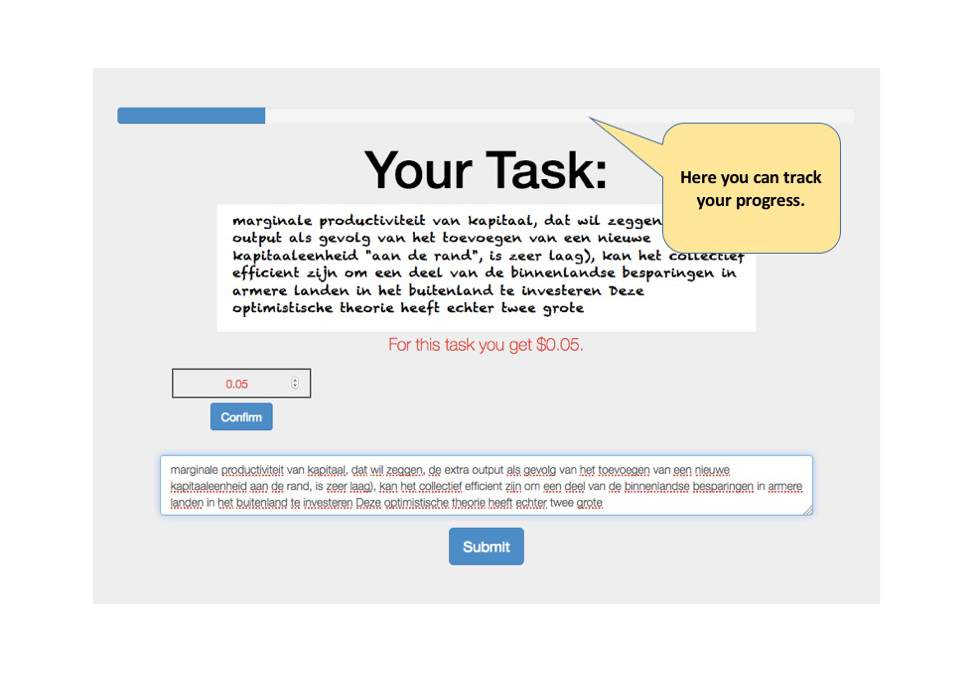 Your Task:
Here you can track
your progress.
marginale productiviteit van kapitaal, dat wil zeggen
output als gevolg van het toevoegen van een nieuwe
kapitaaleenheid "aan de rand", is zeer laag), kan het collectief
efficient zijn om een deel van de binnenlandse besparingen in
armere landen in het buitenland te investeren Deze
optimistische theorie heeft echter twee grote
For this task you get $0.05.
0.05
Confirm
marginale productiviteit van kapitaal, dat wil zeggen, de extra output als gevolg van het toevoegen van een nieuwe
kapitaaleenheid aan de rand, is zeer laag), kan het collectief efficient zijn om een deel van de binnenlandse besparingen in armere
landen in het buitenland te investeren Deze optimistische theorie heeft echter twee grote
Submit